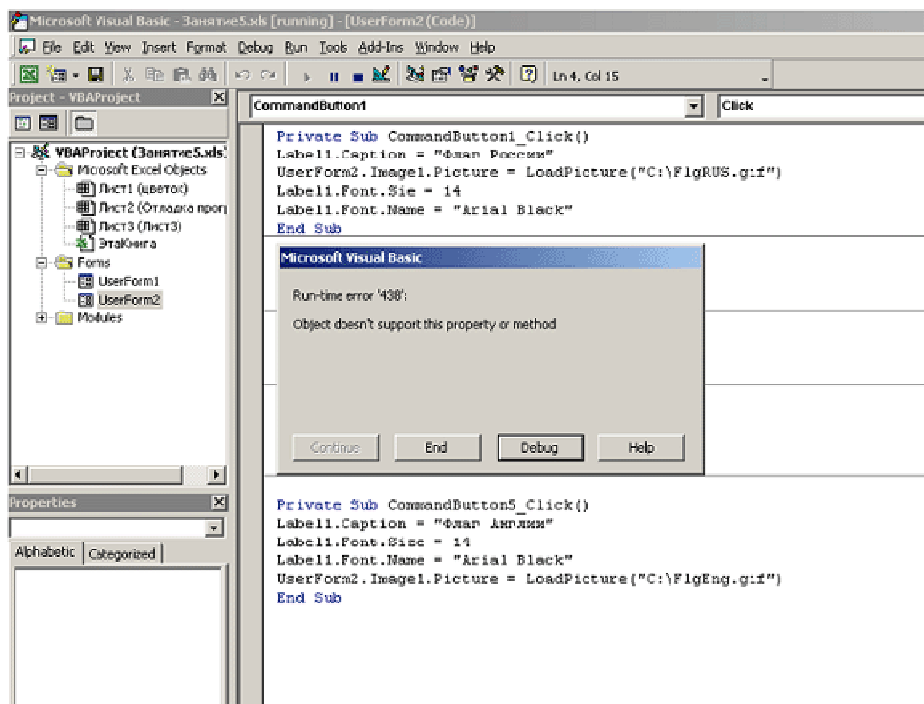 Microsoft Visual Basic - Занятие5.xls [running] - [UserForm2 (Code)]
File Edit View Insert Format Debug Run Tools Add-Ins Window Help
Ln 4, Col 15
Project - VBAProject
CommandButton1 Click
VBAProject (Занятие5.xls)
Microsoft Excel Objects
Лист1 (цветок)
Лист2 (Отладка прог
Лист3 (Лист3)
ЭтаКнига
Forms
UserForm1
UserForm2
Modules
Private Sub CommandButton1_Click()
Label1.Caption = "Флаг России"
UserForm2.Image1.Picture = LoadPicture("C:\FlgRUS.gif")
Label1.Font.Sie = 14
Label1.Font.Name = "Arial Black"
End Sub
Microsoft Visual Basic
Run-time error '438':
Object doesn't support this property or method
Continue End Debug Help
Properties
Alphabetic Categorized
Private Sub CommandButton5_Click()
Label1.Caption = "Флаг Англии"
Label1.Font.Size = 14
Label1.Font.Name = "Arial Black"
UserForm2.Image1.Picture = LoadPicture("C:\FlgEng.gif")
End Sub